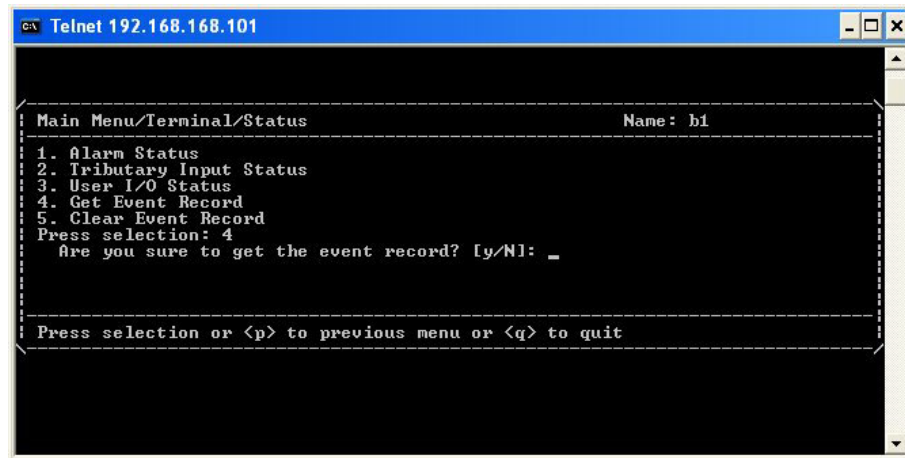 Telnet 192.168.168.101
Main Menu/Terminal/Status Name: b1
1. Alarm Status
2. Tributary Input Status
3. User I/O Status
4. Get Event Record
5. Clear Event Record
Press selection: 4
Are you sure to get the event record? [y/N]: _
Press selection or <p> to previous menu or <q> to quit